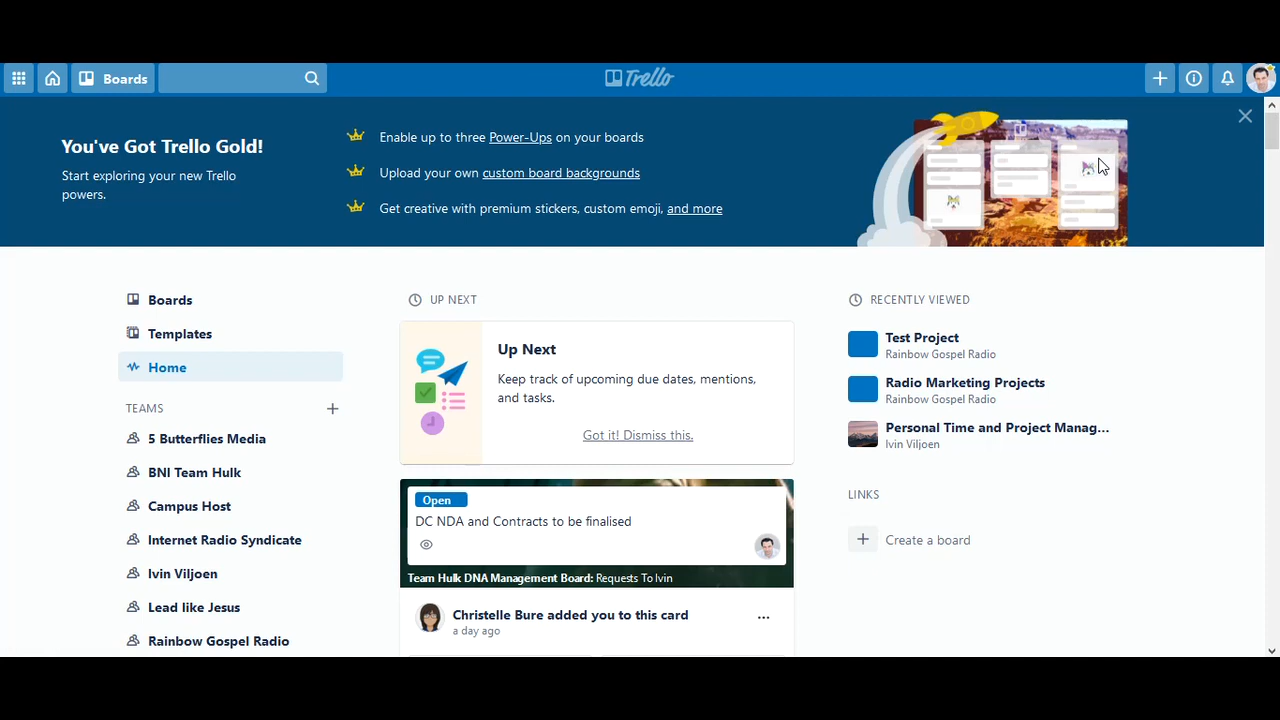 Boards
Trello
You've Got Trello Gold!
Start exploring your new Trello
powers.
Enable up to three Power-Ups on your boards
Upload your own custom board backgrounds
Get creative with premium stickers, custom emoji, and more
Boards
Templates
Home
TEAMS
5 Butterflies Media
BNI Team Hulk
Campus Host
Internet Radio Syndicate
Ivin Viljoen
Lead like Jesus
Rainbow Gospel Radio
UP NEXT
Up Next
Keep track of upcoming due dates, mentions,
and tasks.
Got it! Dismiss this.
Open
DC NDA and Contracts to be finalised
Team Hulk DNA Management Board: Requests To Ivin
Christelle Bure added you to this card
a day ago
RECENTLY VIEWED
Test Project
Rainbow Gospel Radio
Radio Marketing Projects
Rainbow Gospel Radio
Personal Time and Project Manag...
Ivin Viljoen
LINKS
Create a board